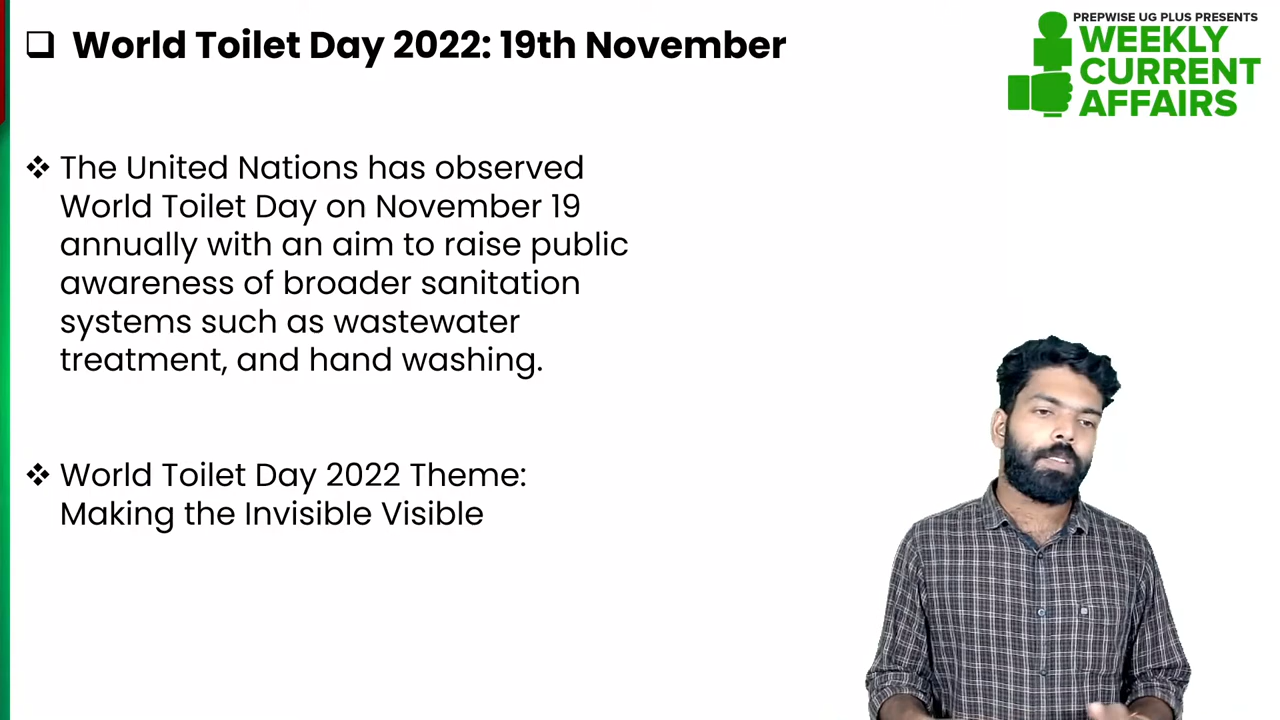 World Toilet Day 2022: 19th November
PREPWISE UG PLUS PRESENTS
WEEKLY
CURRENT
AFFAIRS
The United Nations has observed
World Toilet Day on November 19
annually with an aim to raise public
awareness of broader sanitation
systems such as wastewater
treatment, and hand washing.
World Toilet Day 2022 Theme:
Making the Invisible Visible